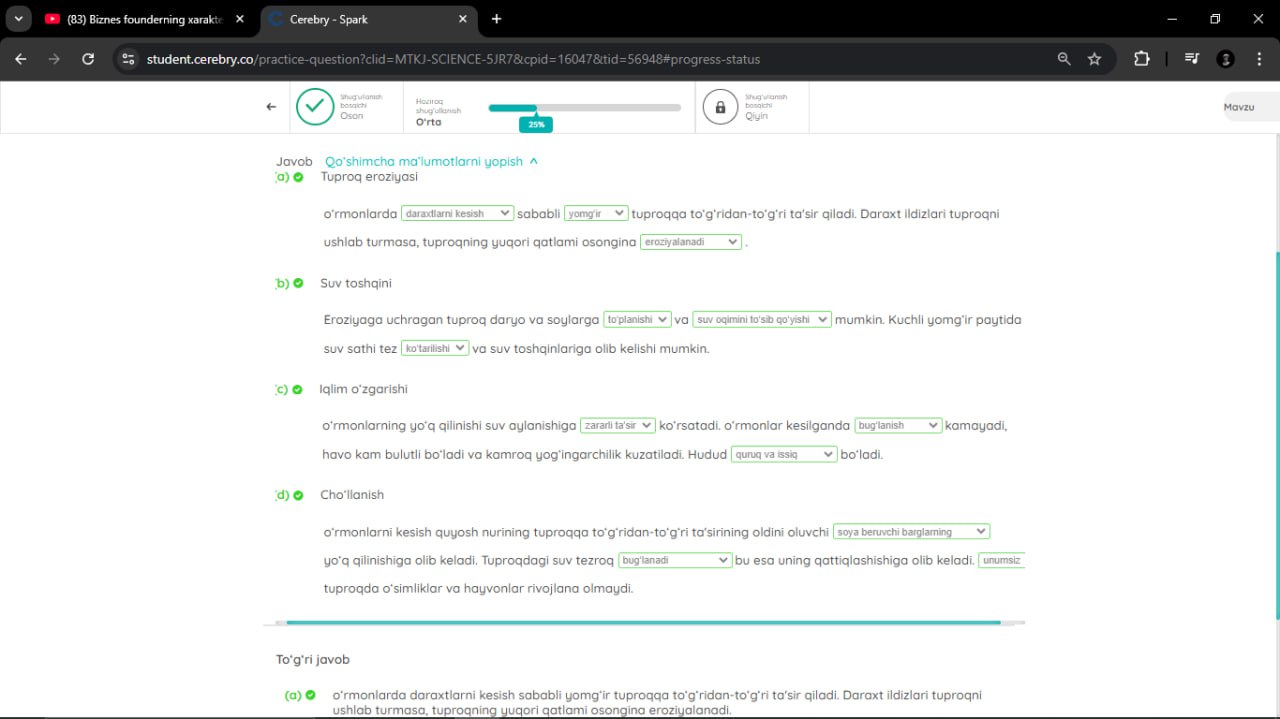 (83) Biznes founderning xarakte
Cerebry - Spark
student.cerebry.co/practice-question?clid=MTKJ-SCIENCE-5JR7&cpid=16047&tid=56948#progress-status
Shug'ullanish
bosqichi
Oson
Hoziroq
shug'ullanish
O'rta
25%
Shug'ullanish
bosqichi
Qiyin
Mavzu
Javob Qo'shimcha ma'lumotlarni yopish ^
(a) Tuproq eroziyasi
o'rmonlarda daraxtlarni kesish sababli yomg'ir tuproqqa to'g'ridan-to'g'ri ta'sir qiladi. Daraxt ildizlari tuproqni
ushlab turmasa, tuproqning yuqori qatlami osongina eroziyalanadi .
(b) Suv toshqini
Eroziyaga uchragan tuproq daryo va soylarga to'planishi va suv oqimini to'sib qo'yishi mumkin. Kuchli yomg'ir paytida
suv sathi tez ko'tarilishi va suv toshqinlariga olib kelishi mumkin.
(c) Iqlim o'zgarishi
o'rmonlarning yo'q qilinishi suv aylanishiga zararli ta'sir ko'rsatadi. o'rmonlar kesilganda bug'lanish kamayadi,
havo kam bulutli bo'ladi va kamroq yog'ingarchilik kuzatiladi. Hudud quruq va issiq bo'ladi.
(d) Cho'llanish
o'rmonlarni kesish quyosh nurining tuproqqa to'g'ridan-to'g'ri ta'sirining oldini oluvchi soya beruvchi barglarning
yo'q qilinishiga olib keladi. Tuproqdagi suv tezroq bug'lanadi bu esa uning qattiqlashishiga olib keladi. unumsiz
tuproqda o'simliklar va hayvonlar rivojlana olmaydi.
To'g'ri javob
(a) o'rmonlarda daraxtlarni kesish sababli yomg'ir tuproqqa to'g'ridan-to'g'ri ta'sir qiladi. Daraxt ildizlari tuproqni
ushlab turmasa, tuproqning yuqori qatlami osongina eroziyalanadi.